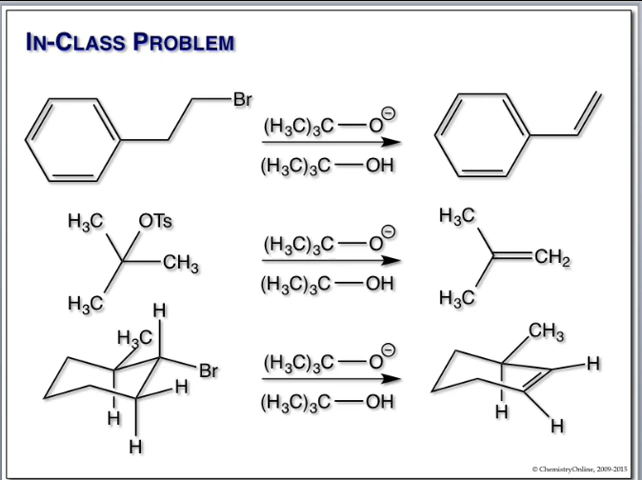 IN-CLASS PROBLEM
Br
(H₃C)₃C—O⊖
(H₃C)₃C—OH
H₃C OTs
CH₃
H₃C
(H₃C)₃C—O⊖
(H₃C)₃C—OH
H₃C
CH₂
H₃C
H
H₃C
Br
H
H
H
(H₃C)₃C—O⊖
(H₃C)₃C—OH
CH₃
H
H
H
© ChemistryOnline, 2009-2015